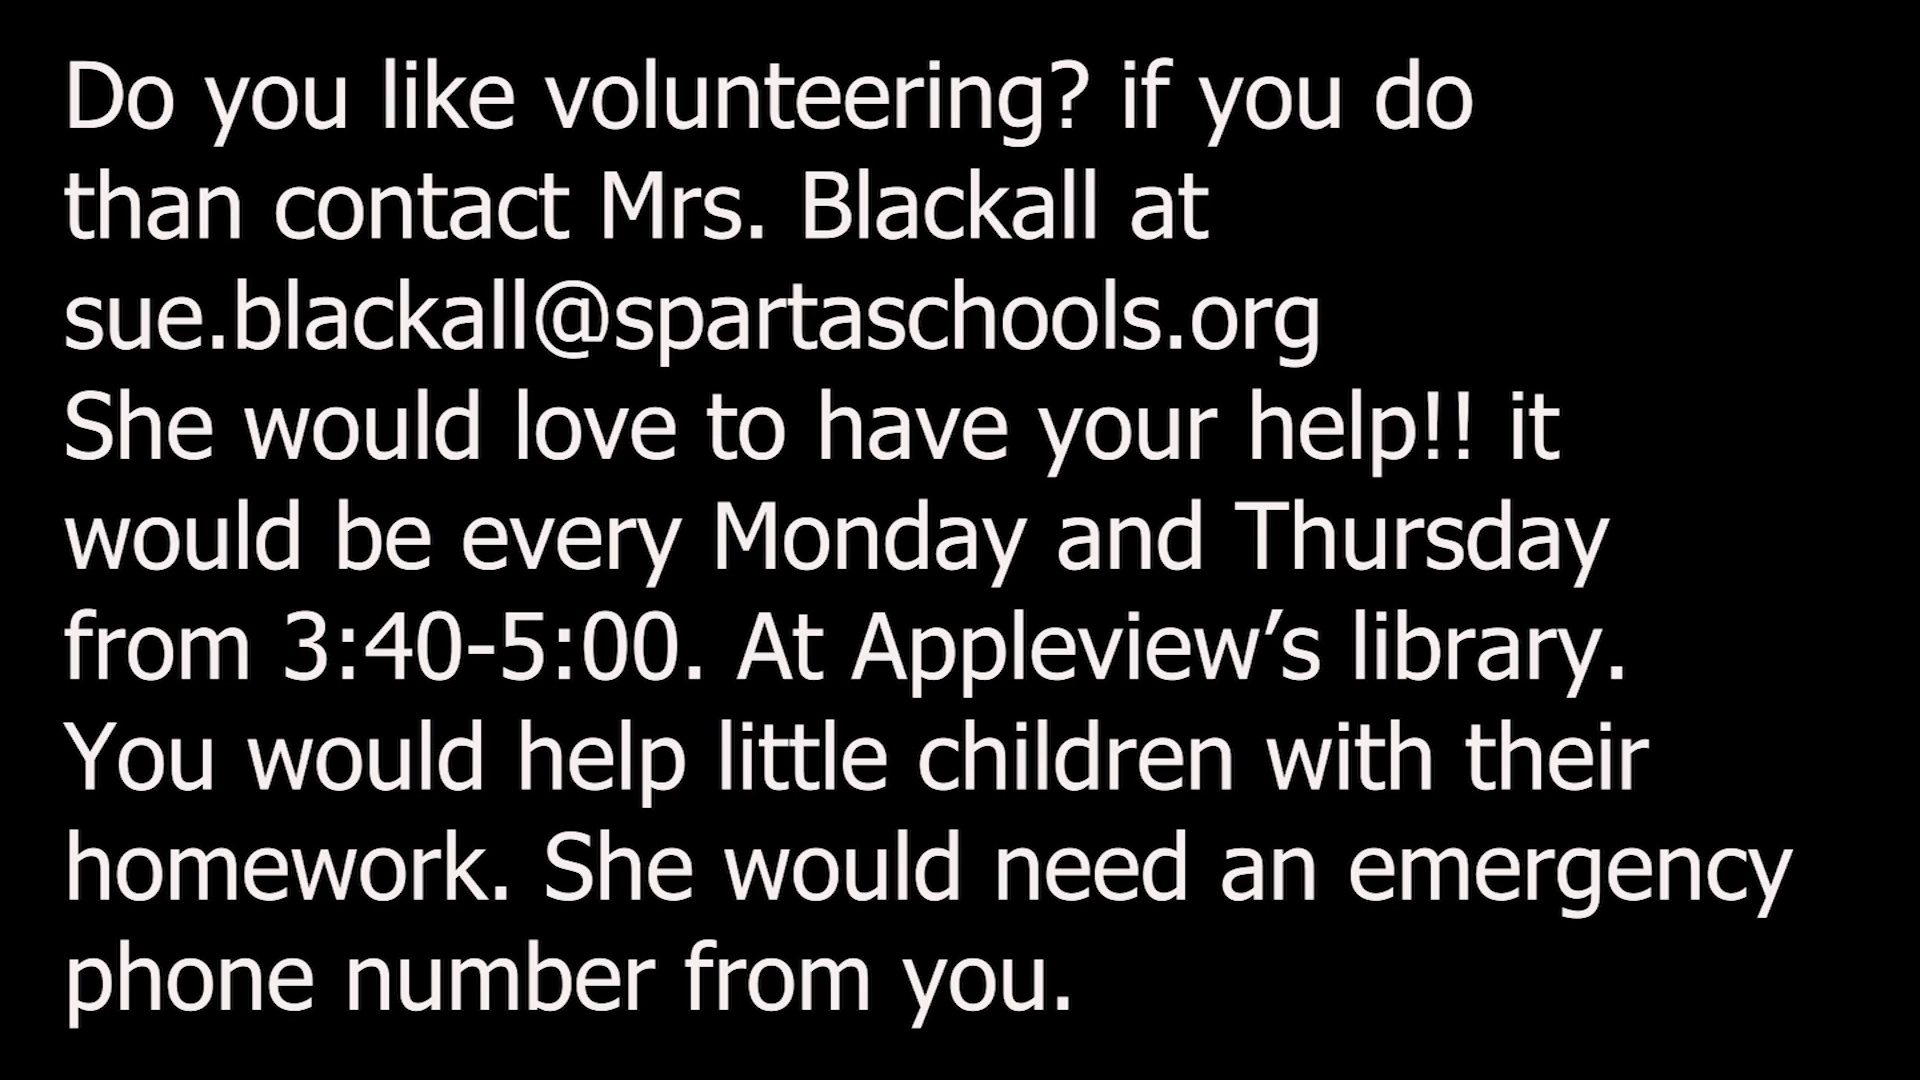 Do you like volunteering? if you do
than contact Mrs. Blackall at
sue.blackall@spartaschools.org
She would love to have your help!! it
would be every Monday and Thursday
from 3:40-5:00. At Appleview’s library.
You would help little children with their
homework. She would need an emergency
phone number from you.